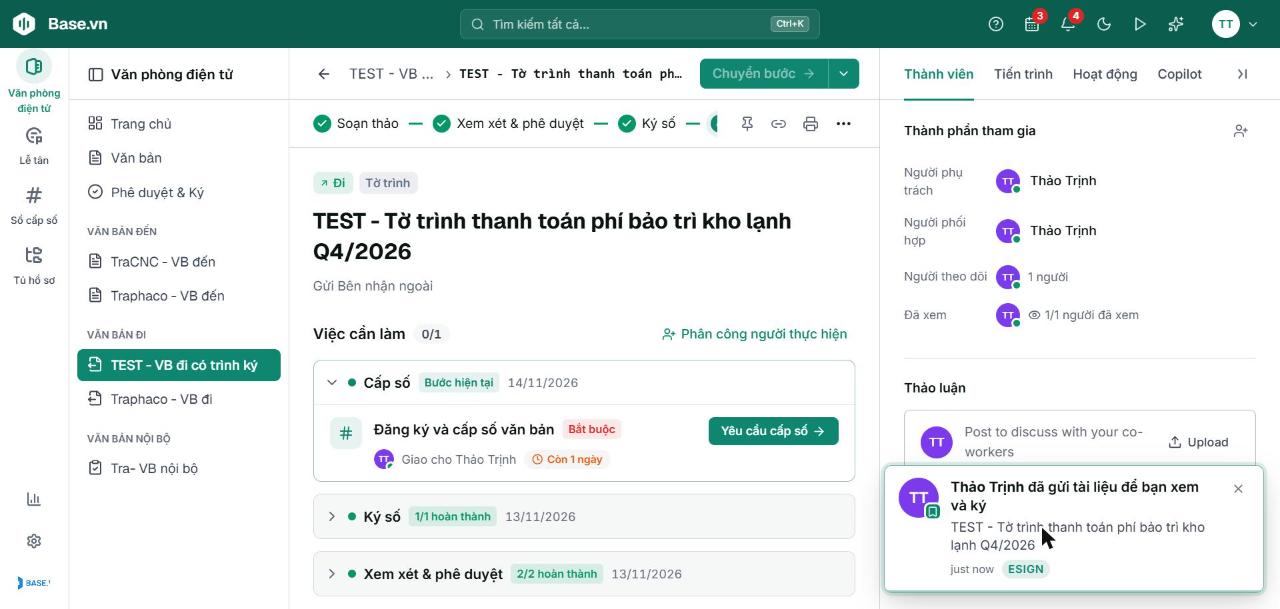 Base.vn
Tìm kiếm tất cả...
Ctrl+K
3
4
TT
Văn phòng
điện tử
Lễ tân
Sổ cấp số
Tủ hồ sơ
BASE.
Văn phòng điện tử
Trang chủ
Văn bản
Phê duyệt & Ký
VĂN BẢN ĐẾN
TraCNC - VB đến
Traphaco - VB đến
VĂN BẢN ĐI
TEST - VB đi có trình ký
Traphaco - VB đi
VĂN BẢN NỘI BỘ
Tra- VB nội bộ
TEST - VB ... › TEST - Tờ trình thanh toán ph…
Chuyển bước →
Soạn thảo
Xem xét & phê duyệt
Ký số
Đi
Tờ trình
TEST - Tờ trình thanh toán phí bảo trì kho lạnh
Q4/2026
Gửi Bên nhận ngoài
Việc cần làm 0/1
Phân công người thực hiện
Cấp số Bước hiện tại 14/11/2026
Đăng ký và cấp số văn bản Bắt buộc
Yêu cầu cấp số →
TT Giao cho Thảo Trịnh Còn 1 ngày
Ký số 1/1 hoàn thành 13/11/2026
Xem xét & phê duyệt 2/2 hoàn thành 13/11/2026
Thành viên Tiến trình Hoạt động Copilot
Thành phần tham gia
Người phụ
trách
TT Thảo Trịnh
Người phối
hợp
TT Thảo Trịnh
Người theo dõi TT 1 người
Đã xem TT 1/1 người đã xem
Thảo luận
TT
Post to discuss with your co-
workers
Upload
TT
Thảo Trịnh đã gửi tài liệu để bạn xem
và ký
TEST - Tờ trình thanh toán phí bảo trì kho
lạnh Q4/2026
just now ESIGN